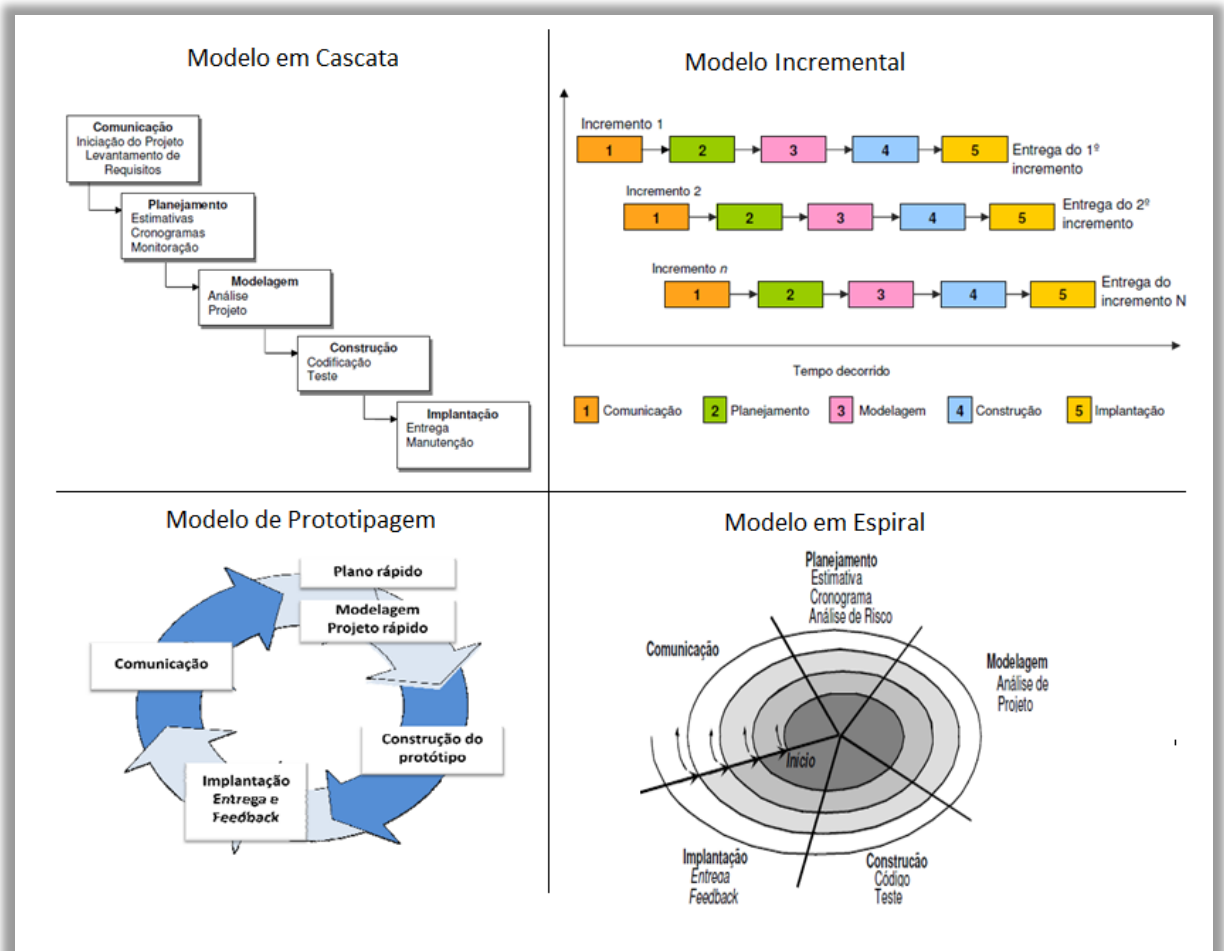 Modelo em Cascata
Comunicação
Iniciação do Projeto
Levantamento de
Requisitos
Planejamento
Estimativas
Cronogramas
Monitoração
Modelagem
Análise
Projeto
Construção
Codificação
Teste
Implantação
Entrega
Manutenção
Modelo Incremental
Incremento 1
1 2 3 4 5
Entrega do 1º
incremento
Incremento 2
1 2 3 4 5
Entrega do 2º
incremento
Incremento n
1 2 3 4 5
Entrega do
incremento N
Tempo decorrido
1 Comunicação 2 Planejamento 3 Modelagem 4 Construção 5 Implantação
Modelo de Prototipagem
Plano rápido
Modelagem
Projeto rápido
Comunicação
Construção do
protótipo
Implantação
Entrega e
Feedback
Modelo em Espiral
Planejamento
Estimativa
Cronograma
Análise de Risco
Comunicação
Modelagem
Análise de
Projeto
Início
Implantação
Entrega
Feedback
Construcão
Código
Teste